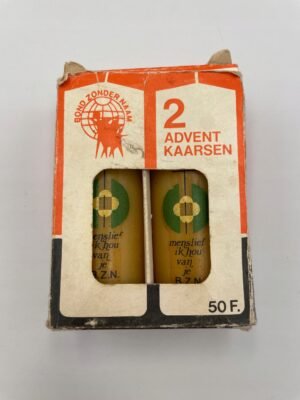 BOND ZONDER NAAM
2
ADVENT
KAARSEN
menslief
ik hou
van
je
B.Z.N.
menslief
ik hou
van
je
B.Z.N.
50 F.